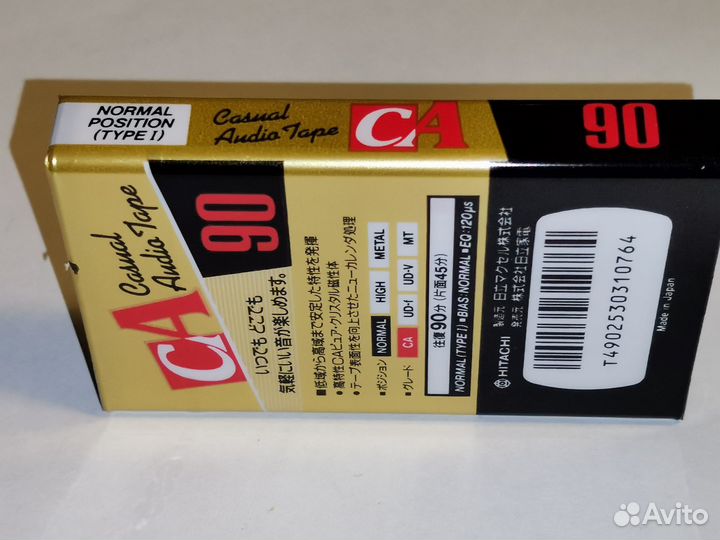 NORMAL
POSITION
(TYPE I)
Casual
Audio Tape
CA
90
CA
Casual
Audio Tape
90
いつでも どこでも
気軽にいい音が楽しめます。
■低域から高域まで安定した特性を発揮
●高特性CAピュア・クリスタル磁性体
●テープ表面性を向上させたニューカレンダ処理
●ポジション NORMAL HIGH METAL
●グレード CA UD-I UD-V MT
往復90分(片面45分)
NORMAL(TYPE I) ■BIAS:NORMAL ■EQ:120μs
HITACHI
製造元 日立マクセル株式会社
発売元 株式会社日立家電
T4902530310764
Made in Japan
Avito